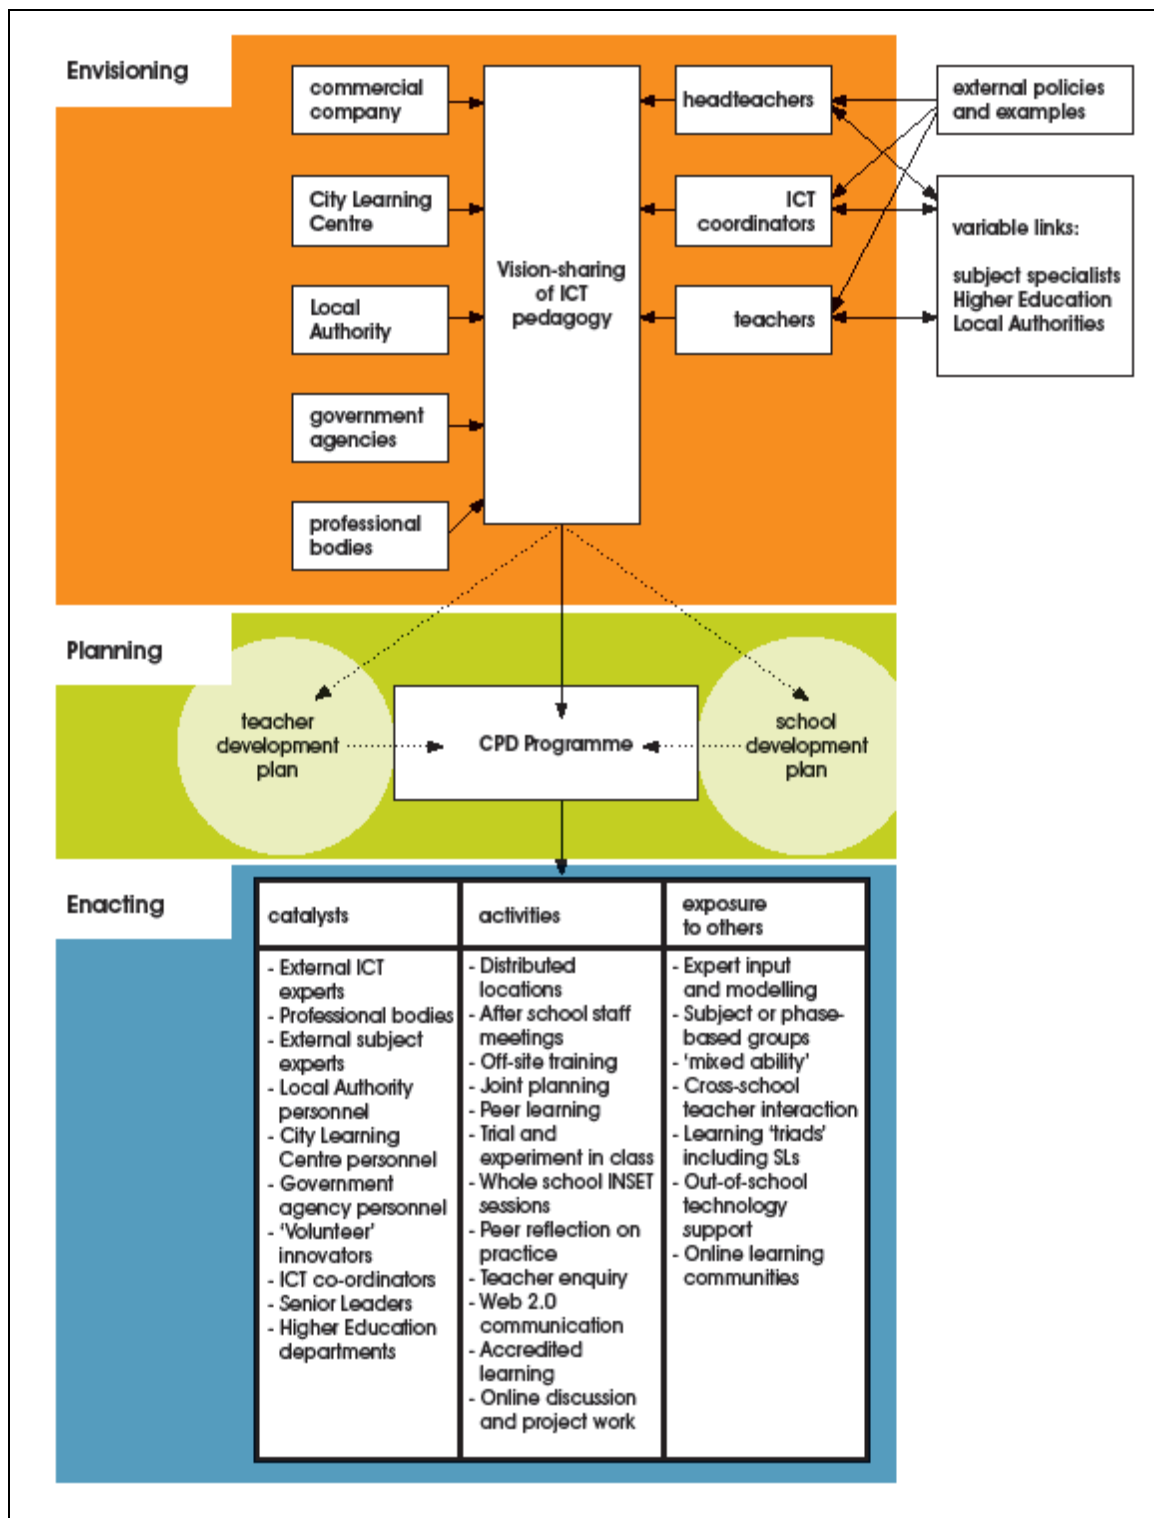 Envisioning
commercial
company
City Learning
Centre
Local
Authority
government
agencies
professional
bodies
Vision-sharing
of ICT
pedagogy
headteachers
ICT
coordinators
teachers
external policies
and examples
variable links:
subject specialists
Higher Education
Local Authorities
Planning
teacher
development
plan
CPD Programme
school
development
plan
Enacting
catalysts
- External ICT
experts
- Professional bodies
- External subject
experts
- Local Authority
personnel
- City Learning
Centre personnel
- Government
agency personnel
- ‘Volunteer’
innovators
- ICT co-ordinators
- Senior Leaders
- Higher Education
departments
activities
- Distributed
locations
- After school staff
meetings
- Off-site training
- Joint planning
- Peer learning
- Trial and
experiment in class
- Whole school INSET
sessions
- Peer reflection on
practice
- Teacher enquiry
- Web 2.0
communication
- Accredited
learning
- Online discussion
and project work
exposure
to others
- Expert input
and modelling
- Subject or phase-
based groups
- ‘mixed ability’
- Cross-school
teacher interaction
- Learning ‘triads’
including SLs
- Out-of-school
technology
support
- Online learning
communities